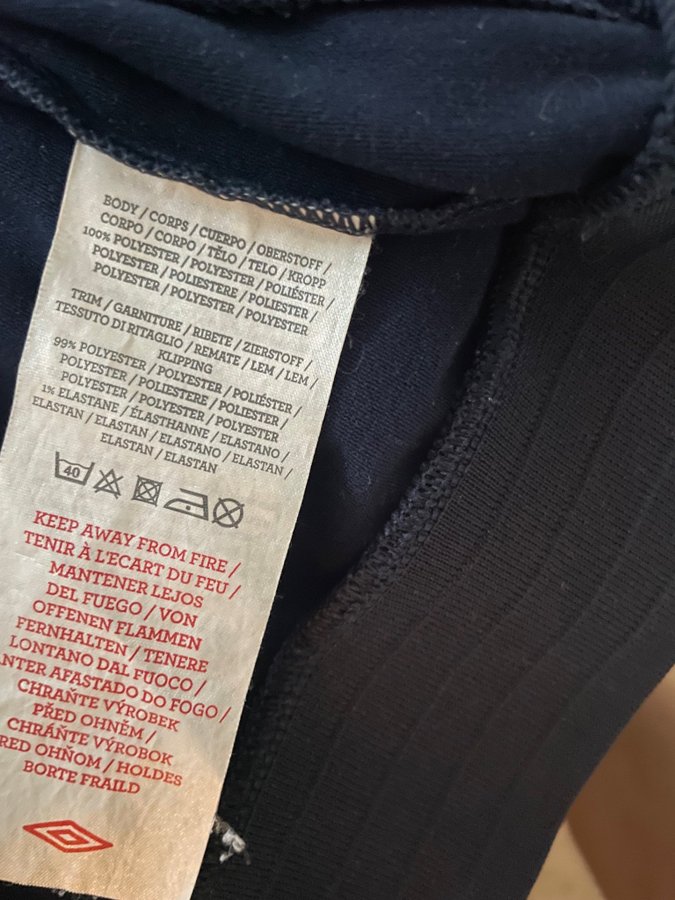 BODY / CORPS / CUERPO / OBERSTOFF /
CORPO / CORPO / TĚLO / TELO / KROPP
100% POLYESTER / POLYESTER / POLIÉSTER /
POLYESTER / POLIESTERE / POLIESTER /
POLYESTER / POLYESTER / POLYESTER
TRIM / GARNITURE / RIBETE / ZIERSTOFF /
TESSUTO DI RITAGLIO / REMATE / LEM / LEM /
KLIPPING
99% POLYESTER / POLYESTER / POLIÉSTER /
POLYESTER / POLIESTERE / POLIESTER /
POLYESTER / POLYESTER / POLYESTER
1% ELASTANE / ÉLASTHANNE / ELASTANO /
ELASTAN / ELASTAN / ELASTANO / ELASTAN /
ELASTAN / ELASTAN
40
KEEP AWAY FROM FIRE /
TENIR À L'ECART DU FEU /
MANTENER LEJOS
DEL FUEGO / VON
OFFENEN FLAMMEN
FERNHALTEN / TENERE
LONTANO DAL FUOCO /
ANTER AFASTADO DO FOGO /
CHRAŇTE VÝROBEK
PŘED OHNĚM /
CHRÁŇTE VÝROBOK
RED OHŇOM / HOLDES
BORTE FRAILD